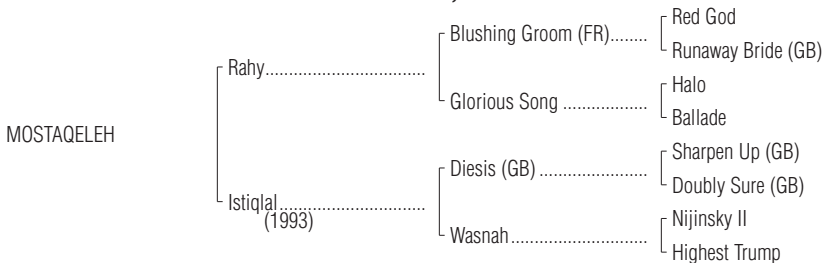 Red God
Blushing Groom (FR)........
Runaway Bride (GB)
Rahy................................
Halo
Glorious Song .................
Ballade
MOSTAQELEH
Sharpen Up (GB)
Diesis (GB) ......................
Doubly Sure (GB)
Istiqlal.............................
(1993)
Nijinsky II
Wasnah............................
Highest Trump